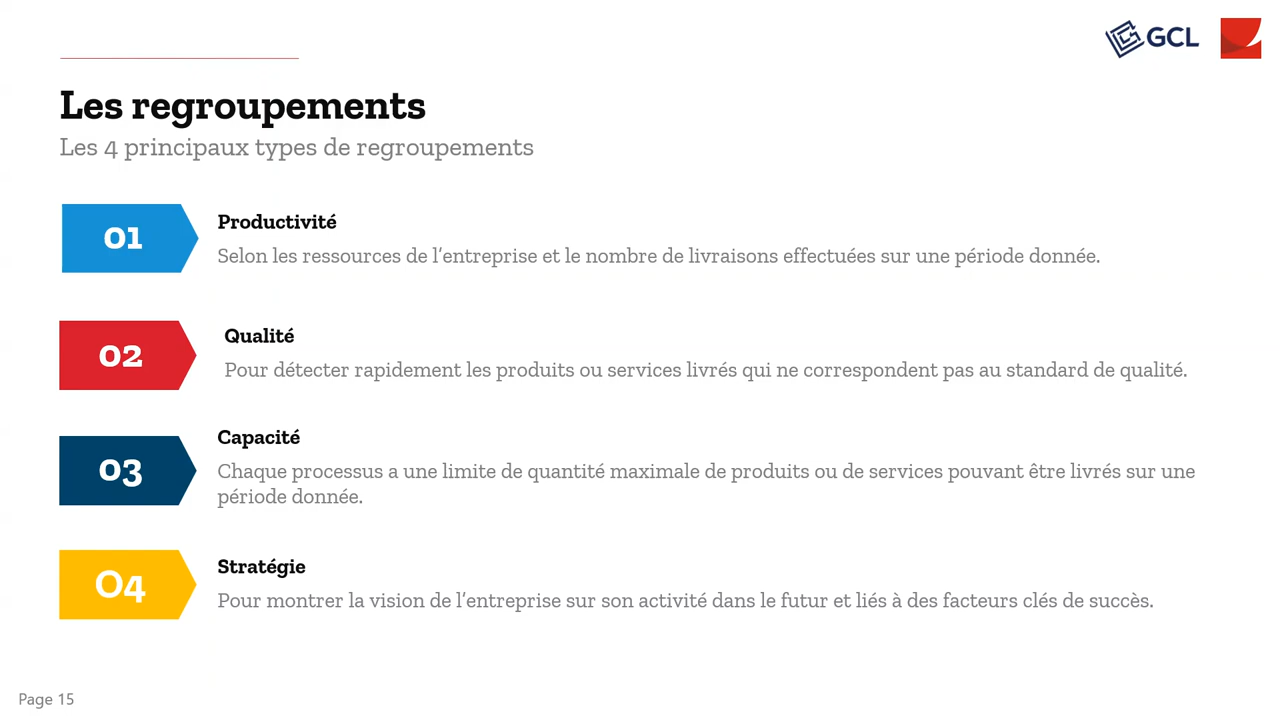 GCL
Les regroupements
Les 4 principaux types de regroupements
01
Productivité
Selon les ressources de l’entreprise et le nombre de livraisons effectuées sur une période donnée.
02
Qualité
Pour détecter rapidement les produits ou services livrés qui ne correspondent pas au standard de qualité.
03
Capacité
Chaque processus a une limite de quantité maximale de produits ou de services pouvant être livrés sur une
période donnée.
04
Stratégie
Pour montrer la vision de l’entreprise sur son activité dans le futur et liés à des facteurs clés de succès.
Page 15